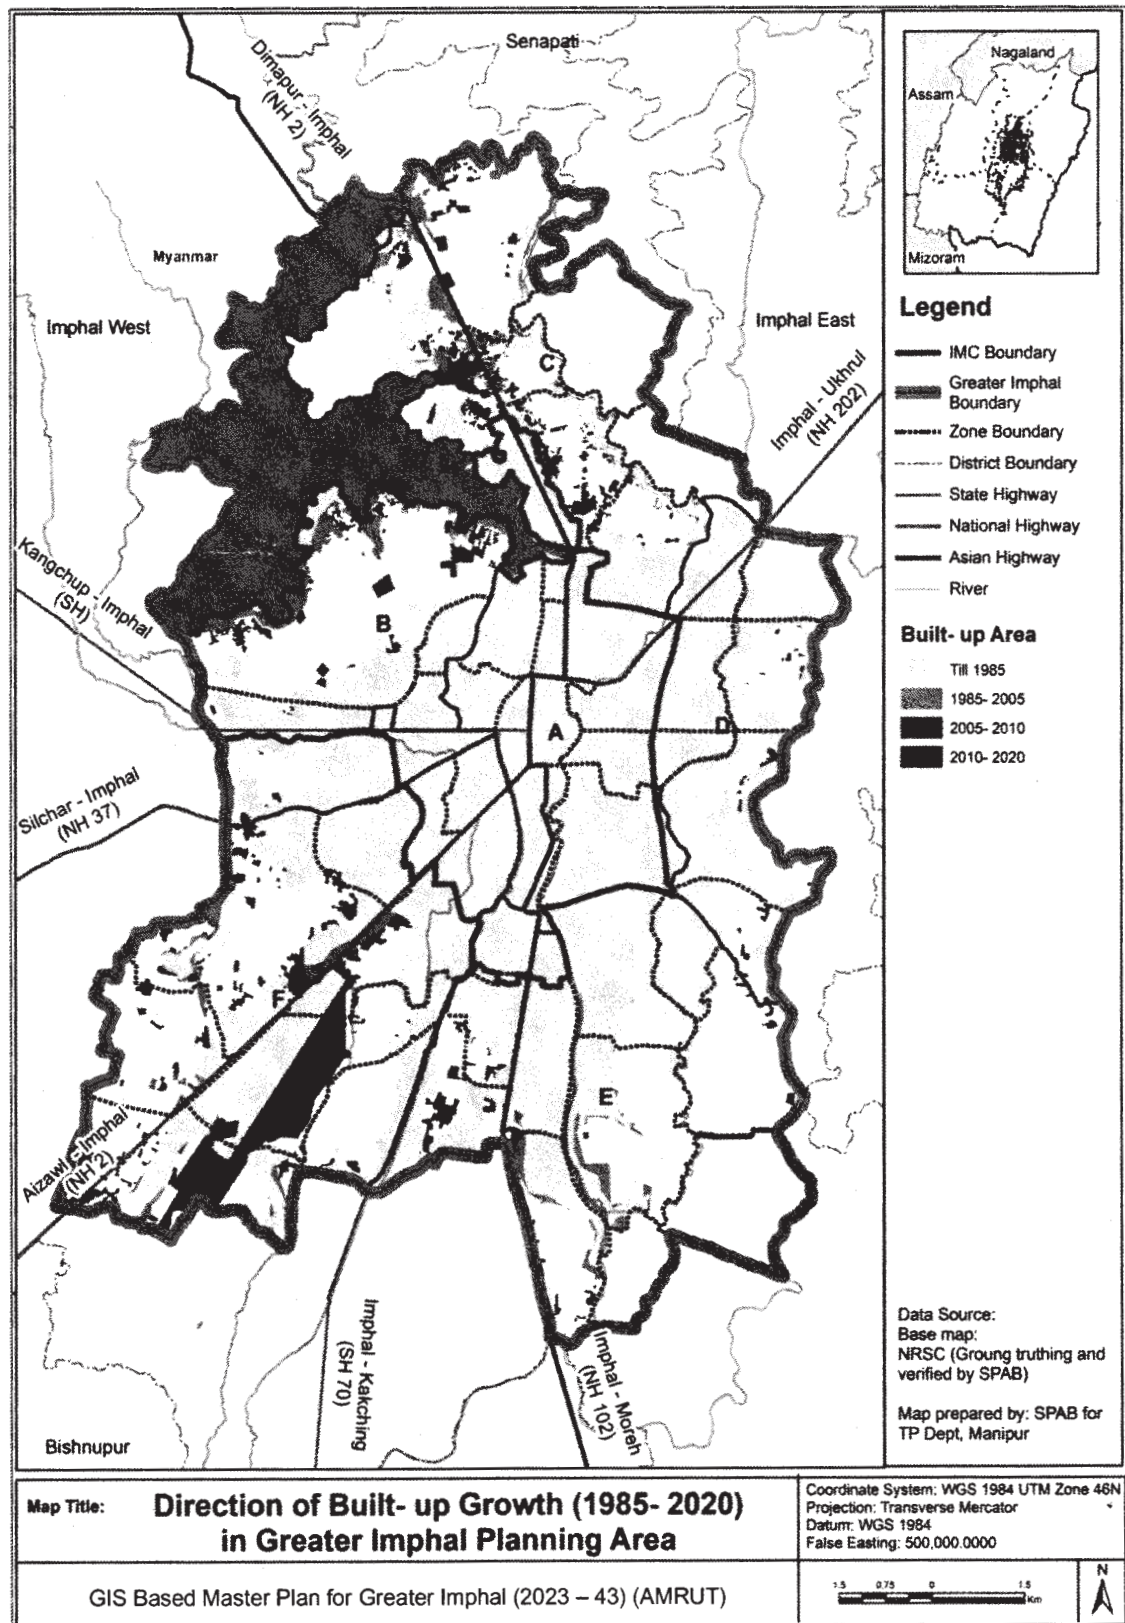 Senapati
Dimapur - Imphal
(NH 2)
Nagaland
Assam
Mizoram
Myanmar
Imphal West
Imphal East
Imphal - Ukhrul
(NH 202)
Kangchup - Imphal
(SH)
Silchar - Imphal
(NH 37)
Aizawl - Imphal
(NH 2)
Imphal - Kakching
(SH 70)
Imphal - Moreh
(NH 102)
Bishnupur
C
B
A
D
F
E
Legend
IMC Boundary
Greater Imphal
Boundary
Zone Boundary
District Boundary
State Highway
National Highway
Asian Highway
River
Built- up Area
Till 1985
1985- 2005
2005- 2010
2010- 2020
Data Source:
Base map:
NRSC (Groung truthing and
verified by SPAB)
Map prepared by: SPAB for
TP Dept, Manipur
Map Title: Direction of Built- up Growth (1985- 2020)
in Greater Imphal Planning Area
GIS Based Master Plan for Greater Imphal (2023 – 43) (AMRUT)
Coordinate System: WGS 1984 UTM Zone 46N
Projection: Transverse Mercator
Datum: WGS 1984
False Easting: 500,000.0000
1.5 0.75 0 1.5
Km
N